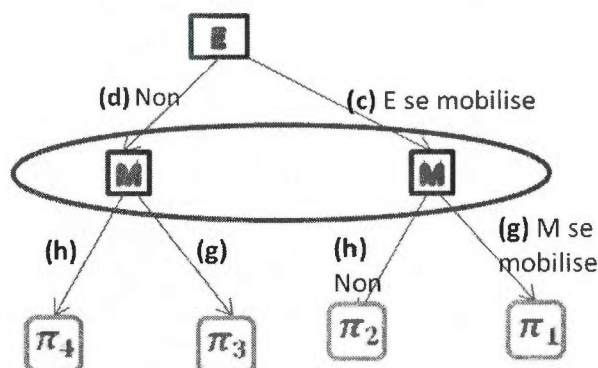 E
(d) Non
(c) E se mobilise
M
M
(h)
(g)
(h)
Non
(g) M se
mobilise
π4
π3
π2
π1